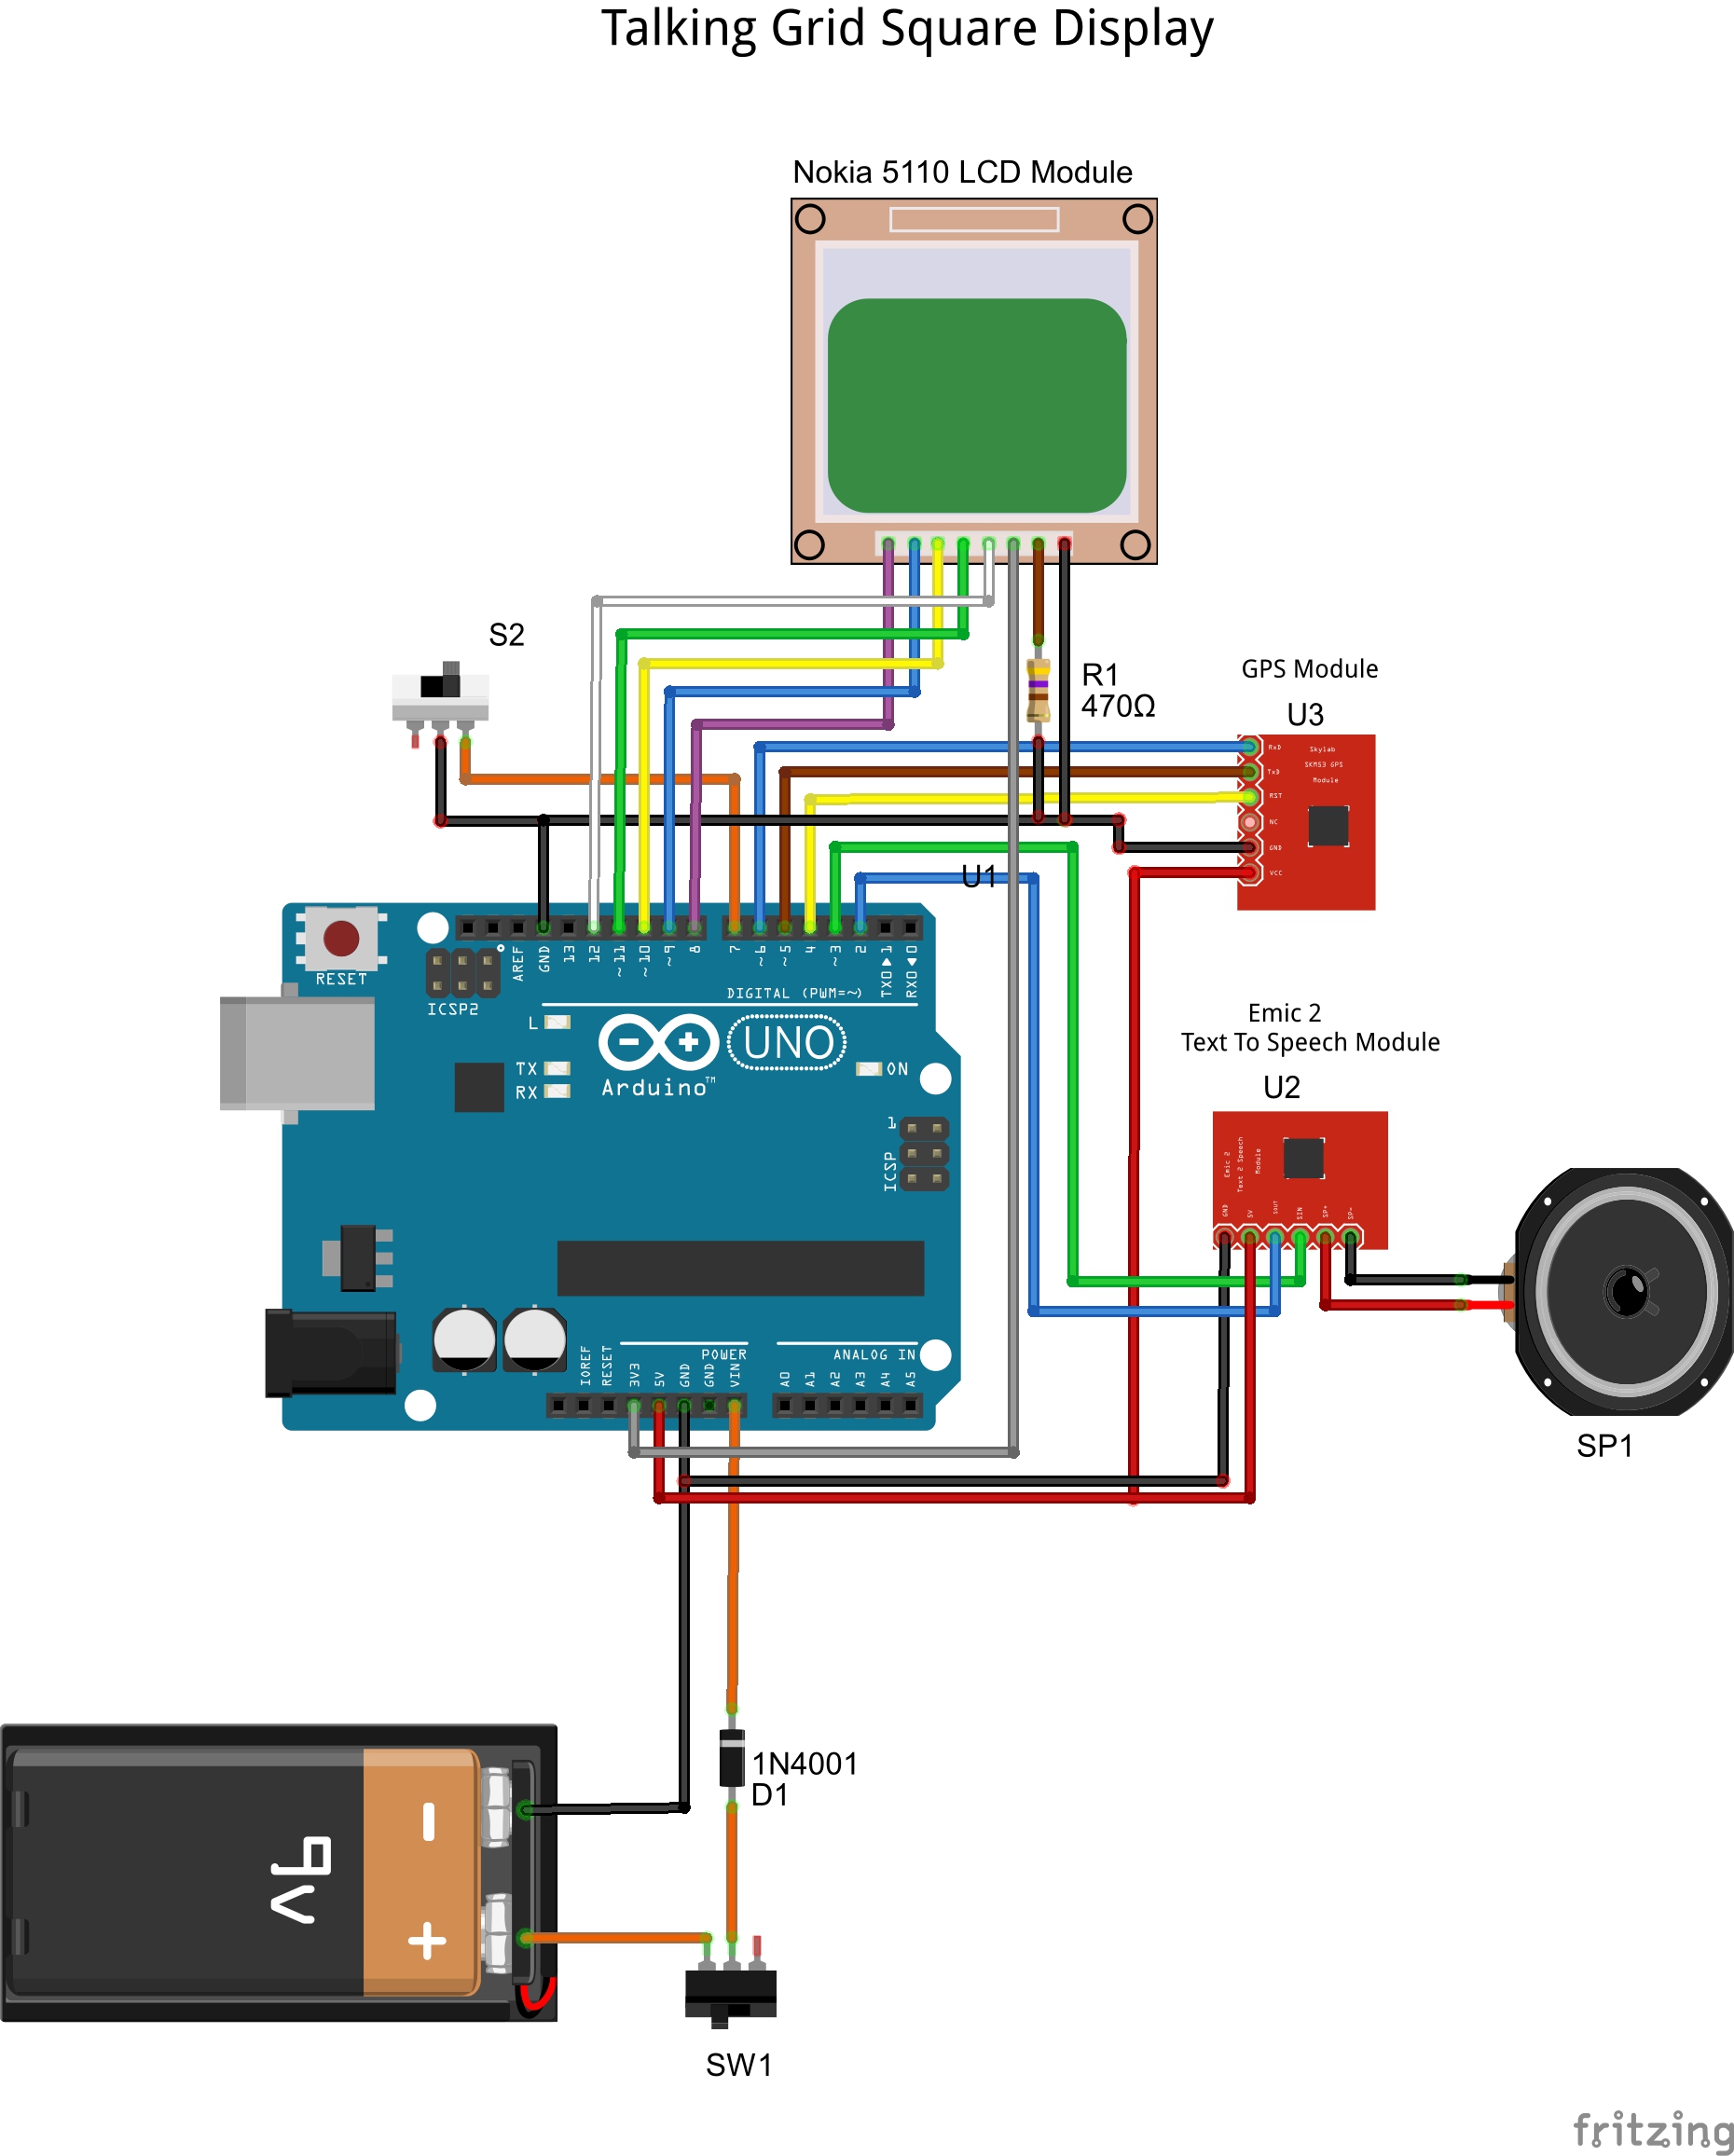 Talking Grid Square Display
Nokia 5110 LCD Module
S2
R1
470Ω
GPS Module
U3
RxD
TxD
RST
NC
GND
VCC
Skylab
SKM53 GPS
Module
U1
RESET
ICSP2
AREF
GND
13
12
~11
~10
~9
8
7
~6
~5
4
~3
2
TX0▶1
RX0◀0
DIGITAL (PWM=~)
L
TX
RX
Arduino™
UNO
ON
1
ICSP
Emic 2
Text To Speech Module
U2
Emic 2
Text 2 Speech
Module
GND
5V
SOUT
SIN
SP+
SP-
SP1
IOREF
RESET
3V3
5V
GND
GND
VIN
POWER
A0
A1
A2
A3
A4
A5
ANALOG IN
1N4001
D1
9V
-
+
SW1
fritzing